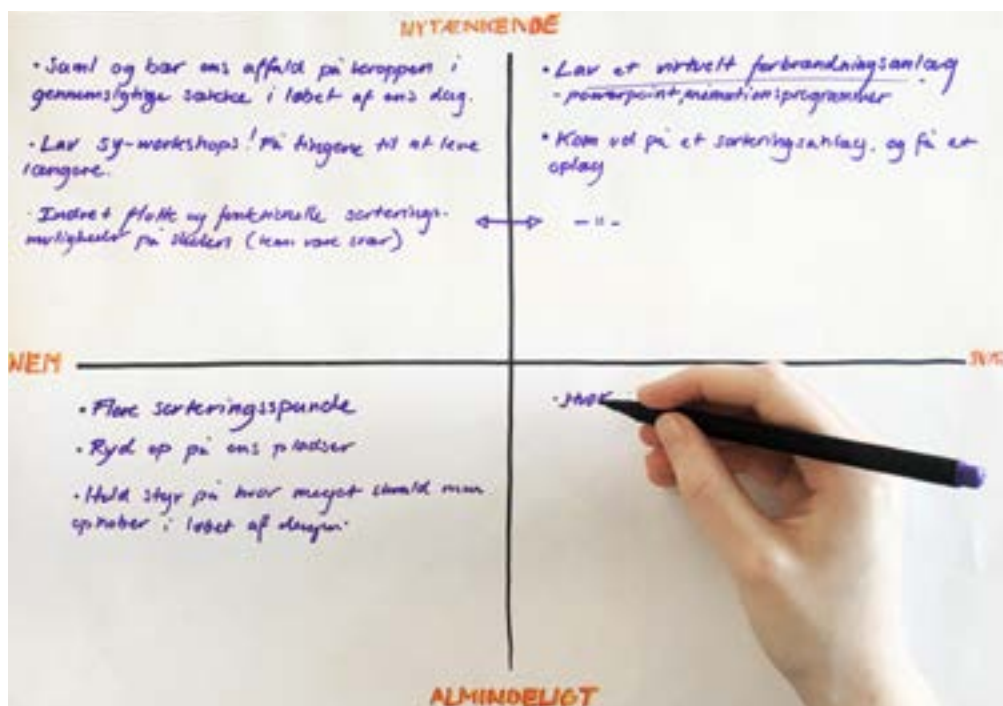 NYTÆNKENDE
• Saml og bær ens affald på kroppen i
gennemsigtige sække i løbet af ens dag.
• Lav sy-workshops! Få tingene til at leve
længere.
• Indret flotte og funktionelle sorterings-
muligheder på skolen (kan være svær)
• Lav et virtuelt forbrændingsanlæg
- powerpoint, animationsprogrammer
• Kom ud på et sorteringsanlæg, og få et
oplæg
- " -
NEM
• Flere sorteringsspande
• Ryd op på ens pladser
• Hold styr på hvor meget man
ophober i løbet af dagen.
ALMINDELIGT